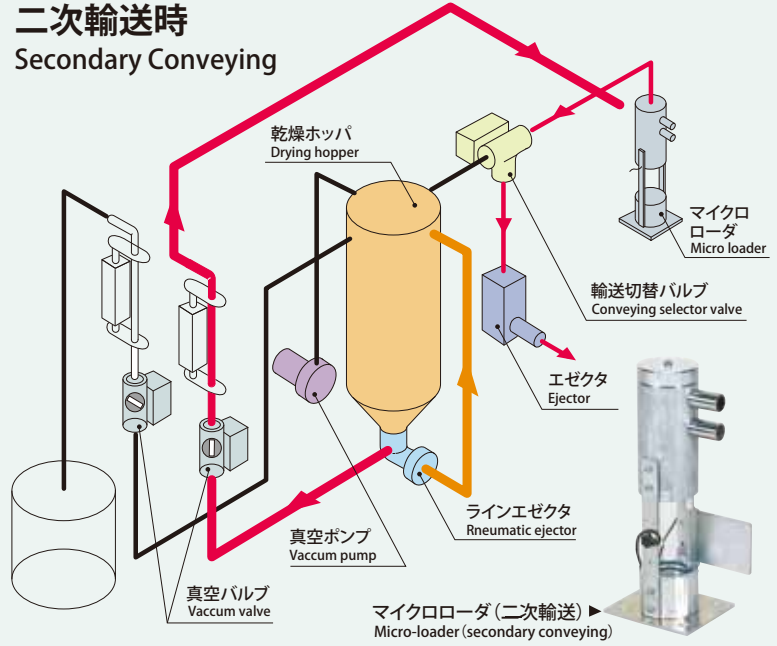 二次輸送時
Secondary Conveying
乾燥ホッパ
Drying hopper
マイクロ
ローダ
Micro loader
輸送切替バルブ
Conveying selector valve
エゼクタ
Ejector
ラインエゼクタ
Rneumatic ejector
真空ポンプ
Vaccum pump
真空バルブ
Vaccum valve
マイクロローダ（二次輸送）▶
Micro-loader（secondary conveying）